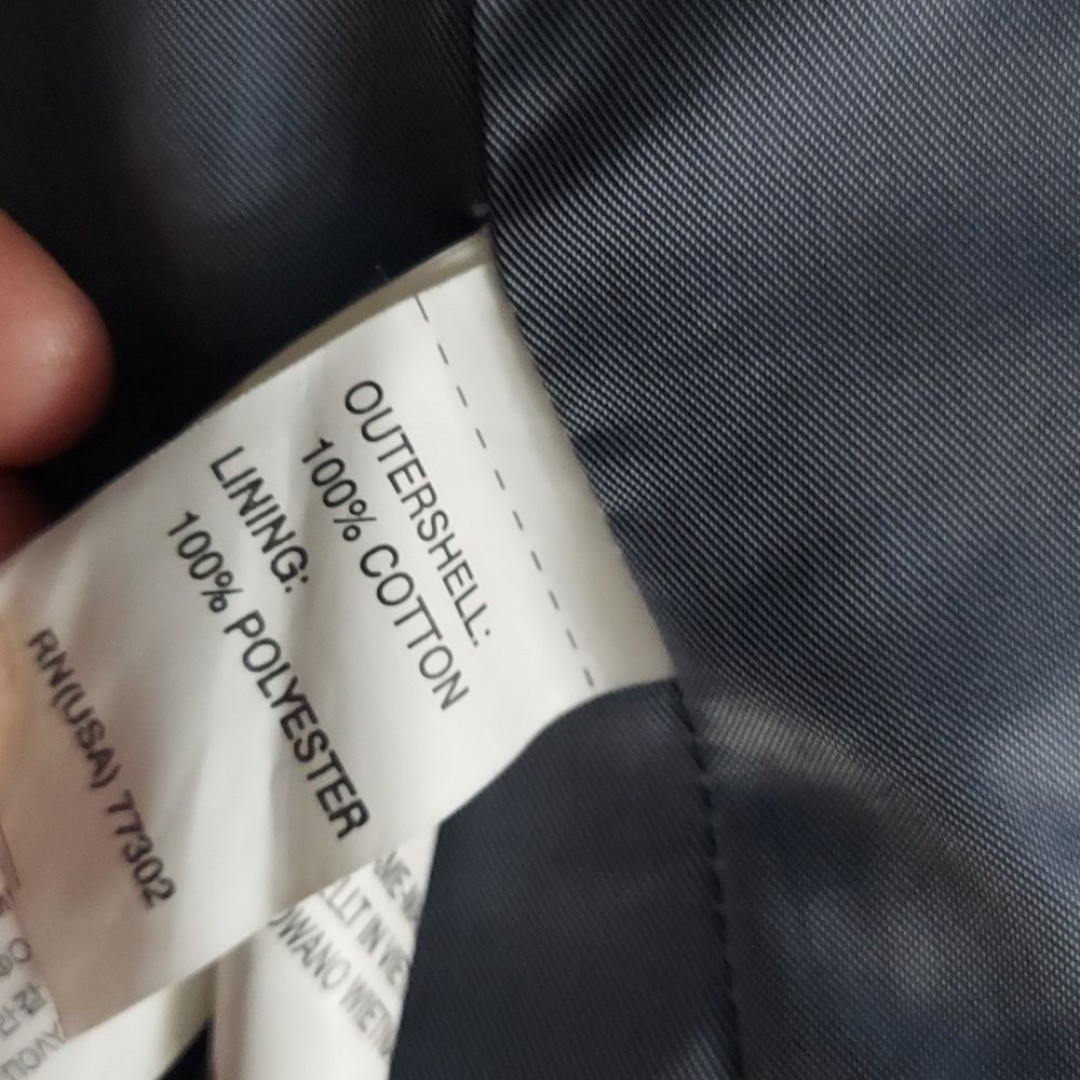 OUTERSHELL:
100% COTTON
LINING:
100% POLYESTER
RN(USA) 77302